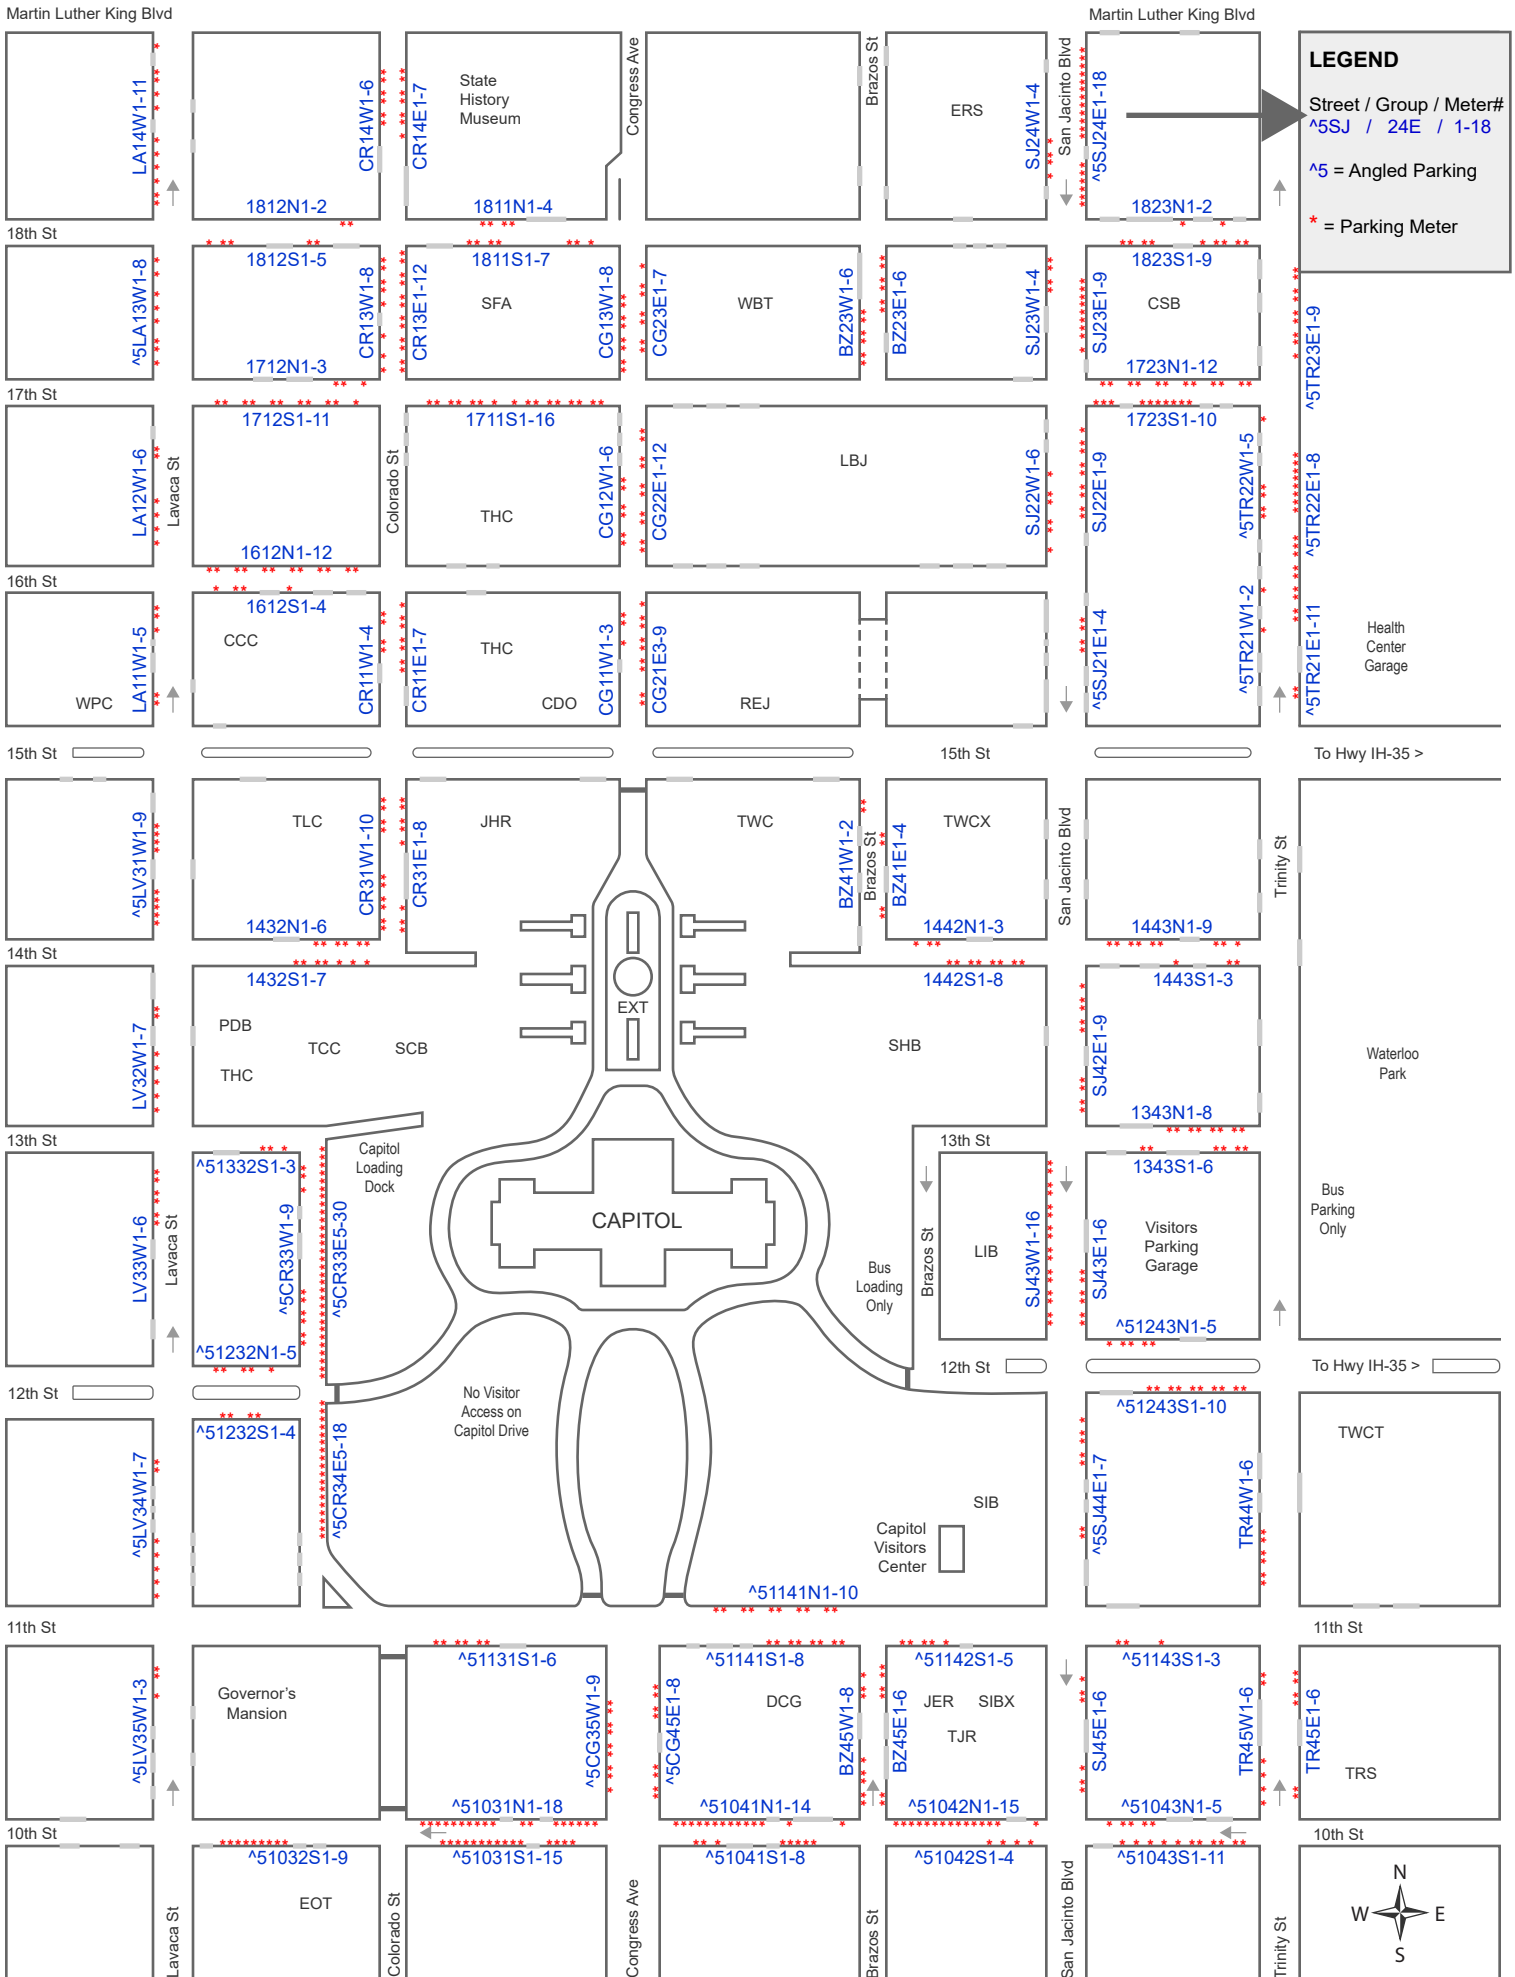 Martin Luther King Blvd
Martin Luther King Blvd
LEGEND
Street / Group / Meter#
^5SJ / 24E / 1-18
^5 = Angled Parking
* = Parking Meter
LA14W1-11
CR14W1-6
CR14E1-7
State
History
Museum
Congress Ave
Brazos St
ERS
SJ24W1-4
San Jacinto Blvd
^5SJ24E1-18
1812N1-2
1811N1-4
1823N1-2
18th St
^5LA13W1-8
1812S1-5
CR13W1-8
1712N1-3
CR13E1-12
1811S1-7
SFA
CG13W1-8
CG23E1-7
WBT
BZ23W1-6
BZ23E1-6
SJ23W1-4
SJ23E1-9
1823S1-9
CSB
1723N1-12
^5TR23E1-9
17th St
LA12W1-6
Lavaca St
1712S1-11
1612N1-12
Colorado St
1711S1-16
THC
CG12W1-6
CG22E1-12
LBJ
SJ22W1-6
SJ22E1-9
1723S1-10
^5TR22W1-5
^5TR22E1-8
16th St
LA11W1-5
WPC
1612S1-4
CCC
CR11W1-4
CR11E1-7
THC
CDO
CG11W1-3
CG21E3-9
REJ
^5SJ21E1-4
^5TR21W1-2
^5TR21E1-11
Health
Center
Garage
15th St
15th St
To Hwy IH-35 >
^5LV31W1-9
TLC
CR31W1-10
1432N1-6
CR31E1-8
JHR
TWC
BZ41W1-2
Brazos St
BZ41E1-4
TWCX
1442N1-3
San Jacinto Blvd
1443N1-9
Trinity St
14th St
LV32W1-7
1432S1-7
PDB
TCC
SCB
THC
EXT
1442S1-8
SHB
SJ42E1-9
1443S1-3
1343N1-8
Waterloo
Park
13th St
13th St
LV33W1-6
Lavaca St
^51332S1-3
^5CR33W1-9
^51232N1-5
^5CR33E5-30
Capitol
Loading
Dock
CAPITOL
Bus
Loading
Only
Brazos St
LIB
SJ43W1-16
SJ43E1-6
1343S1-6
Visitors
Parking
Garage
^51243N1-5
Bus
Parking
Only
12th St
12th St
To Hwy IH-35 >
^5LV34W1-7
^51232S1-4
^5CR34E5-18
No Visitor
Access on
Capitol Drive
SIB
Capitol
Visitors
Center
^51141N1-10
^5SJ44E1-7
^51243S1-10
TR44W1-6
TWCT
11th St
11th St
^5LV35W1-3
Governor's
Mansion
^51131S1-6
^5CG35W1-9
^51031N1-18
^5CG45E1-8
^51141S1-8
DCG
BZ45W1-8
^51041N1-14
BZ45E1-6
^51142S1-5
JER
SIBX
TJR
^51042N1-15
SJ45E1-6
^51143S1-3
TR45W1-6
^51043N1-5
TR45E1-6
TRS
10th St
10th St
Lavaca St
^51032S1-9
EOT
Colorado St
^51031S1-15
Congress Ave
^51041S1-8
Brazos St
^51042S1-4
San Jacinto Blvd
^51043S1-11
Trinity St
N
W
E
S